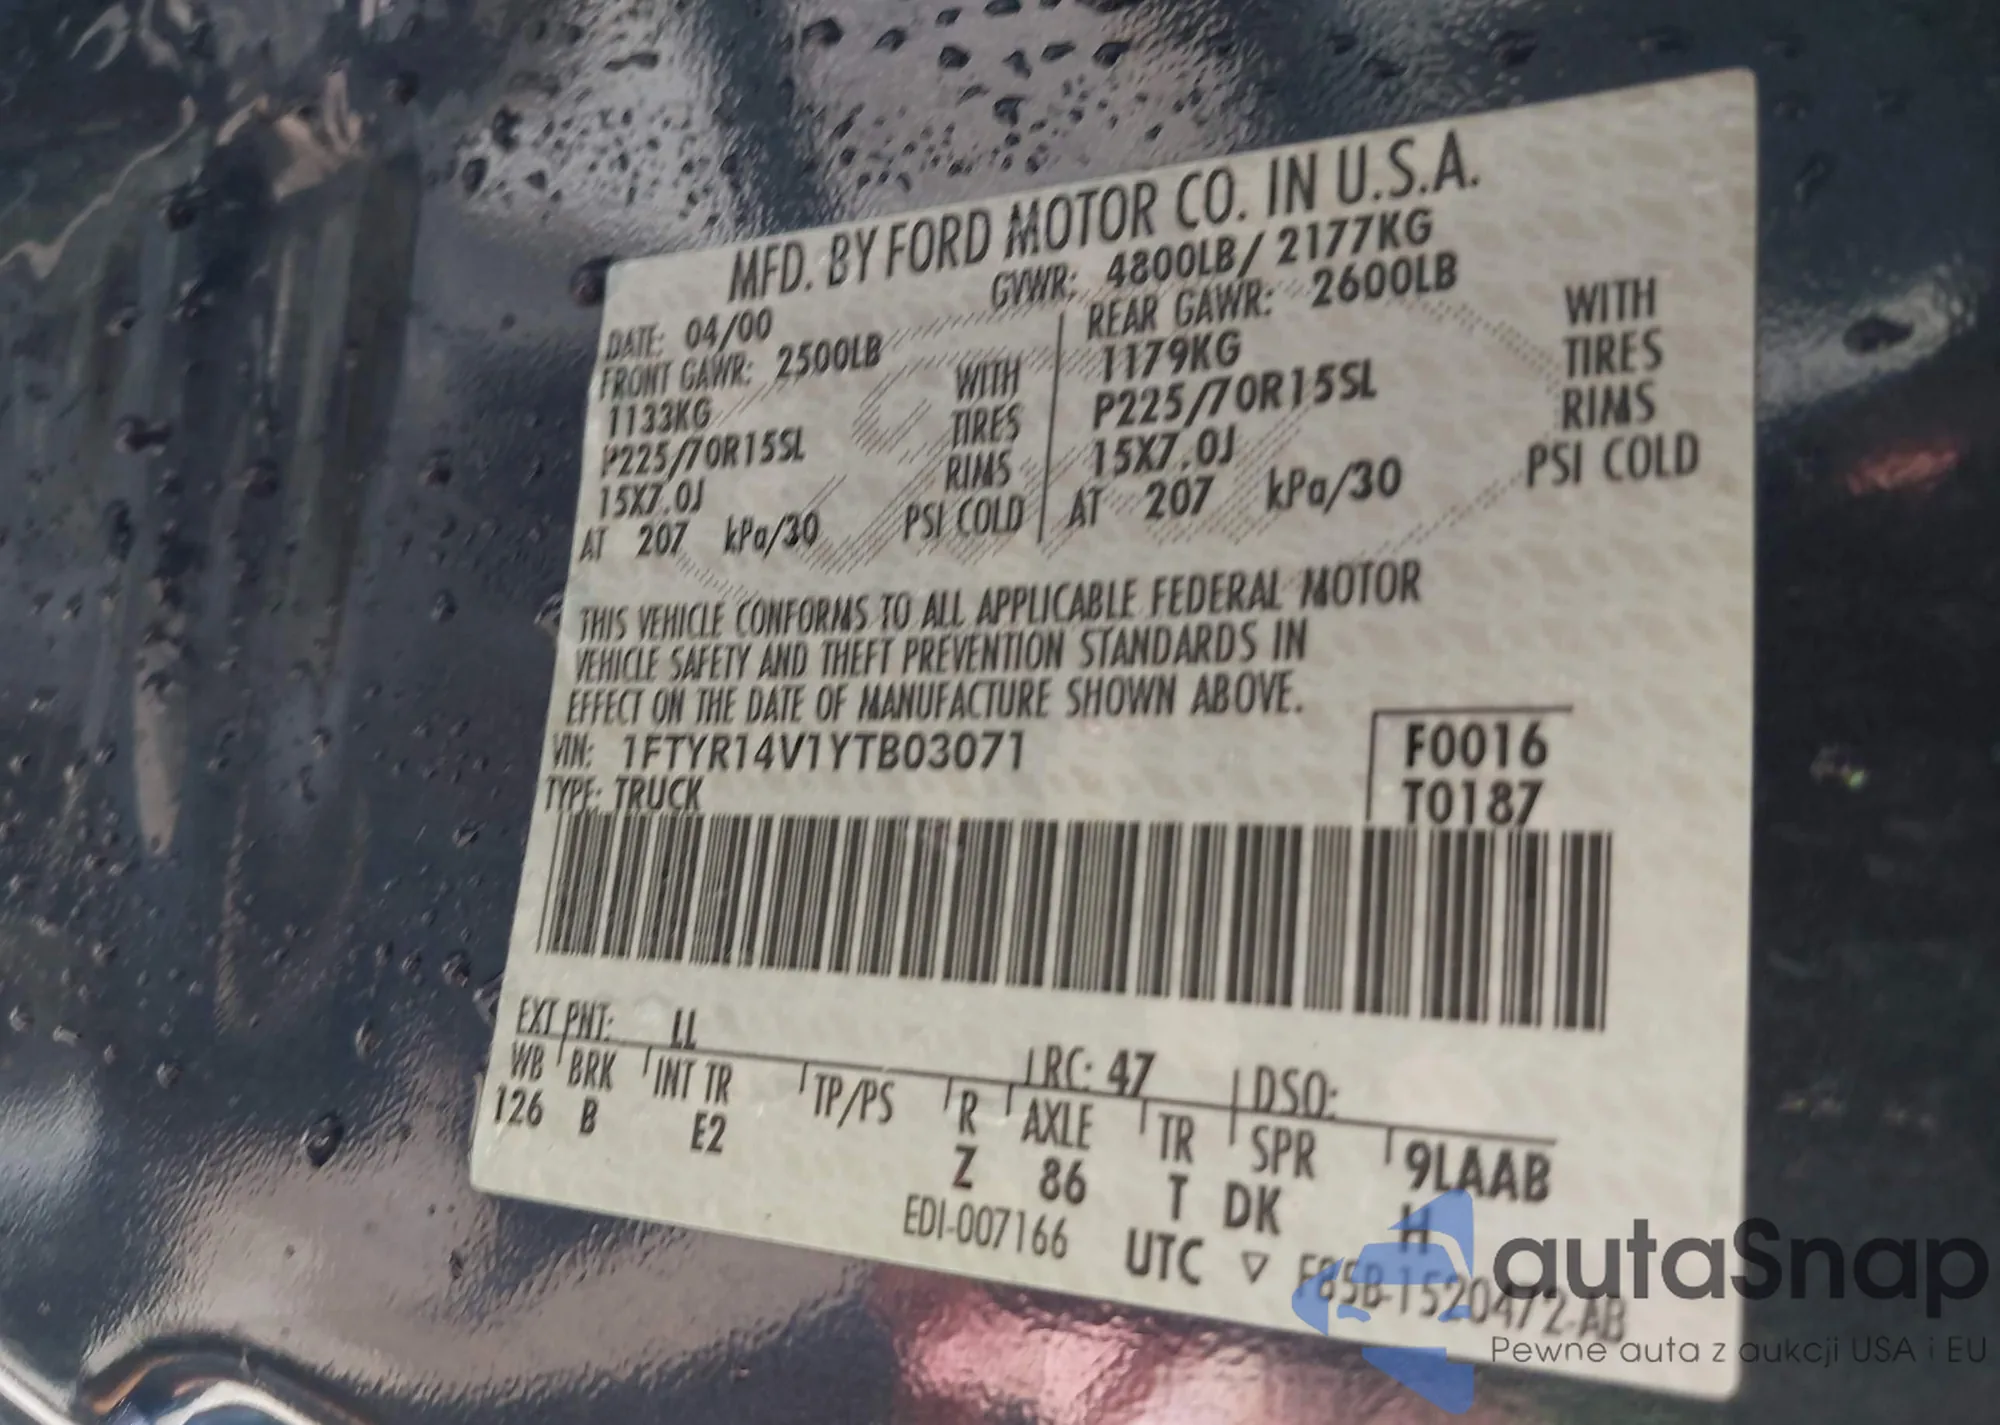 MFD. BY FORD MOTOR CO. IN U.S.A.
DATE: 04/00
GVWR: 4800LB/ 2177KG
FRONT GAWR: 2500LB
1133KG WITH
P225/70R15SL TIRES
15X7.0J RIMS
AT 207 kPa/30 PSI COLD
REAR GAWR: 2600LB
1179KG WITH
P225/70R15SL TIRES
15X7.0J RIMS
AT 207 kPa/30 PSI COLD
THIS VEHICLE CONFORMS TO ALL APPLICABLE FEDERAL MOTOR
VEHICLE SAFETY AND THEFT PREVENTION STANDARDS IN
EFFECT ON THE DATE OF MANUFACTURE SHOWN ABOVE.
VIN: 1FTYR14V1YTB03071
TYPE: TRUCK
F0016
T0187
EXT PNT: LL RC: 47 DSO:
WB BRK INT TR TP/PS R AXLE TR SPR 9LAAB
126 B E2 Z 86 T DK H
EDI-007166 UTC ▽ F85B-1520472-AB
autaSnap
Pewne auta z aukcji USA i EU